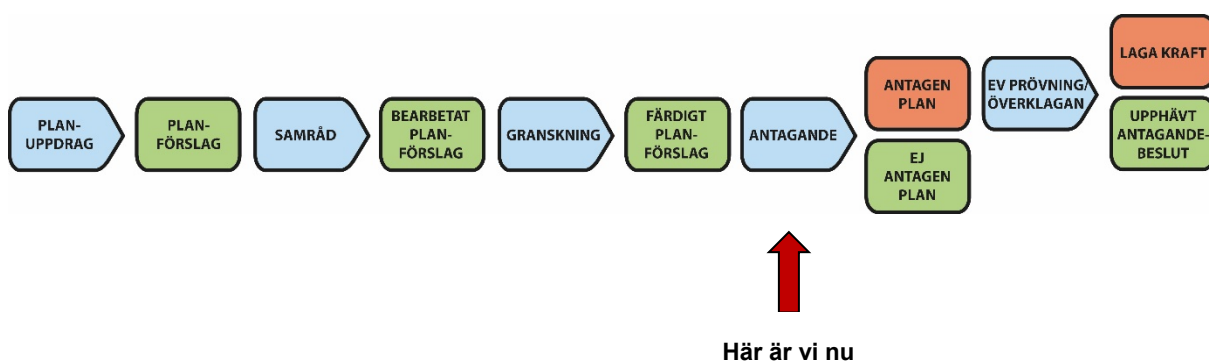 PLAN-
UPPDRAG
PLAN-
FÖRSLAG
SAMRÅD
BEARBETAT
PLAN-
FÖRSLAG
GRANSKNING
FÄRDIGT
PLAN-
FÖRSLAG
ANTAGANDE
ANTAGEN
PLAN
EJ
ANTAGEN
PLAN
EV PRÖVNING/
ÖVERKLAGAN
LAGA KRAFT
UPPHÄVT
ANTAGANDE-
BESLUT
Här är vi nu